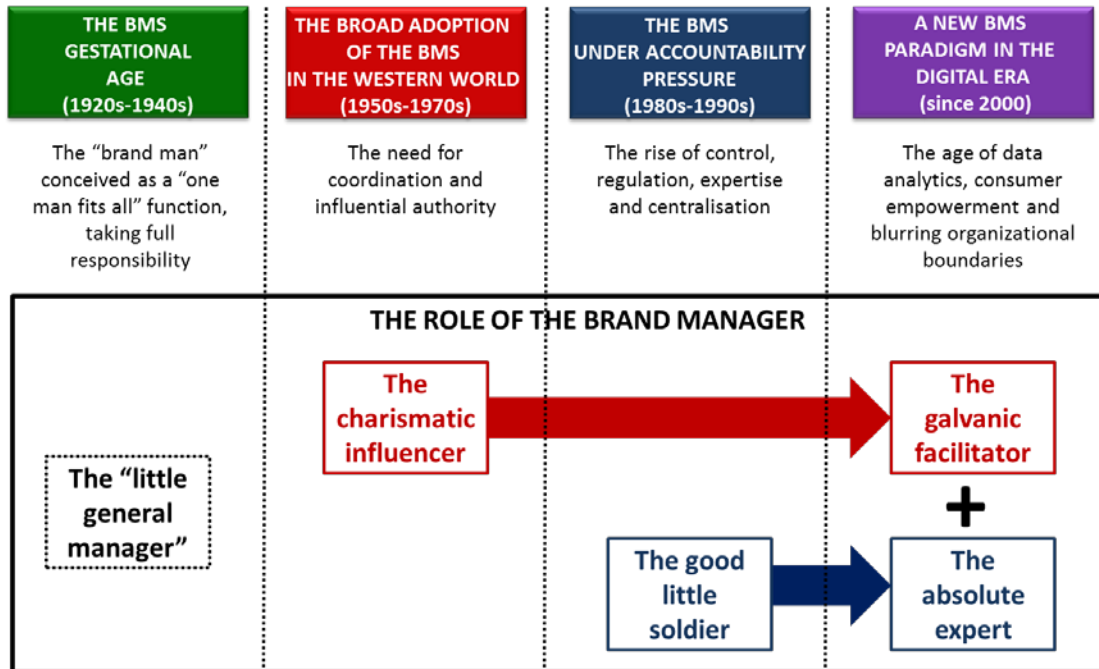 THE BMS
GESTATIONAL
AGE
(1920s-1940s)
THE BROAD ADOPTION
OF THE BMS
IN THE WESTERN WORLD
(1950s-1970s)
THE BMS
UNDER ACCOUNTABILITY
PRESSURE
(1980s-1990s)
A NEW BMS
PARADIGM IN THE
DIGITAL ERA
(since 2000)
The “brand man”
conceived as a “one
man fits all” function,
taking full
responsibility
The need for
coordination and
influential authority
The rise of control,
regulation, expertise
and centralisation
The age of data
analytics, consumer
empowerment and
blurring organizational
boundaries
THE ROLE OF THE BRAND MANAGER
The “little
general
manager”
The
charismatic
influencer
The
galvanic
facilitator
+
The good
little
soldier
The
absolute
expert